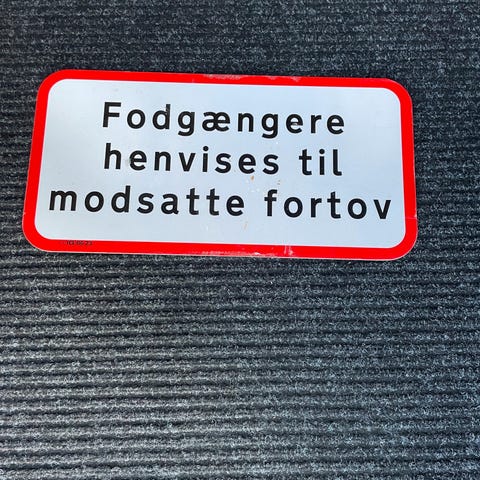 Fodgængere
henvises til
modsatte fortov